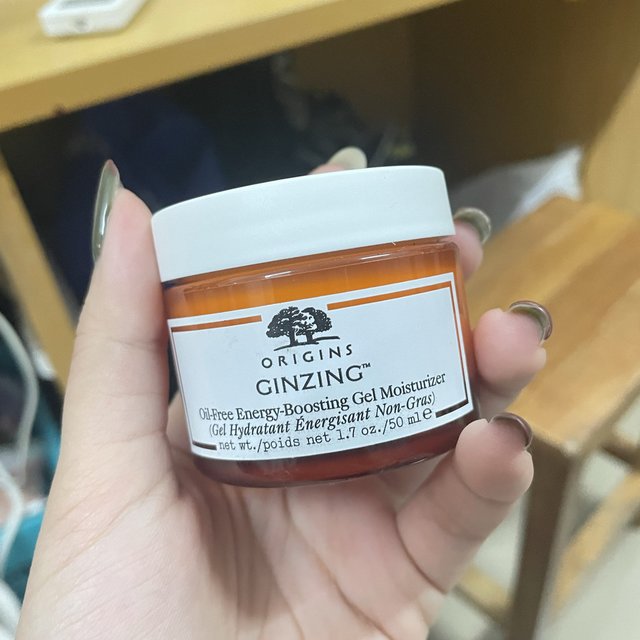 ORIGINS
GINZING™
Oil-Free Energy-Boosting Gel Moisturizer
(Gel Hydratant Énergisant Non-Gras)
net wt./poids net 1.7 oz./50 ml ℮